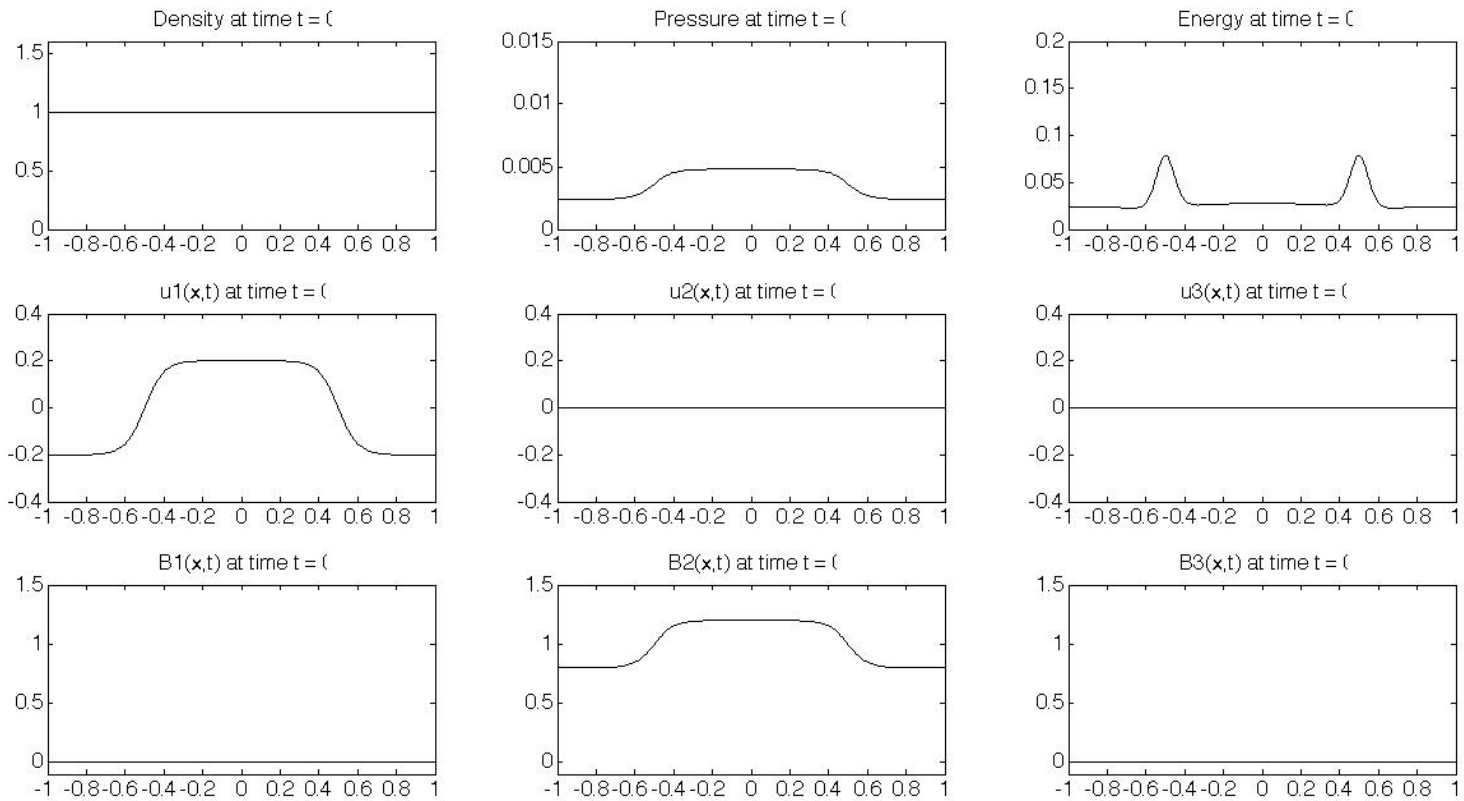 Density at time t = (
Pressure at time t = (
Energy at time t = (
1.5
1
0.5
0
-1 -0.8 -0.6 -0.4 -0.2 0 0.2 0.4 0.6 0.8 1
0.015
0.01
0.005
0
-1 -0.8 -0.6 -0.4 -0.2 0 0.2 0.4 0.6 0.8 1
0.2
0.15
0.1
0.05
0
-1 -0.8 -0.6 -0.4 -0.2 0 0.2 0.4 0.6 0.8 1
u1(x,t) at time t = (
u2(x,t) at time t = (
u3(x,t) at time t = (
0.4
0.2
0
-0.2
-0.4
-1 -0.8 -0.6 -0.4 -0.2 0 0.2 0.4 0.6 0.8 1
0.4
0.2
0
-0.2
-0.4
-1 -0.8 -0.6 -0.4 -0.2 0 0.2 0.4 0.6 0.8 1
0.4
0.2
0
-0.2
-0.4
-1 -0.8 -0.6 -0.4 -0.2 0 0.2 0.4 0.6 0.8 1
B1(x,t) at time t = (
B2(x,t) at time t = (
B3(x,t) at time t = (
1.5
1
0.5
0
-1 -0.8 -0.6 -0.4 -0.2 0 0.2 0.4 0.6 0.8 1
1.5
1
0.5
0
-1 -0.8 -0.6 -0.4 -0.2 0 0.2 0.4 0.6 0.8 1
1.5
1
0.5
0
-1 -0.8 -0.6 -0.4 -0.2 0 0.2 0.4 0.6 0.8 1